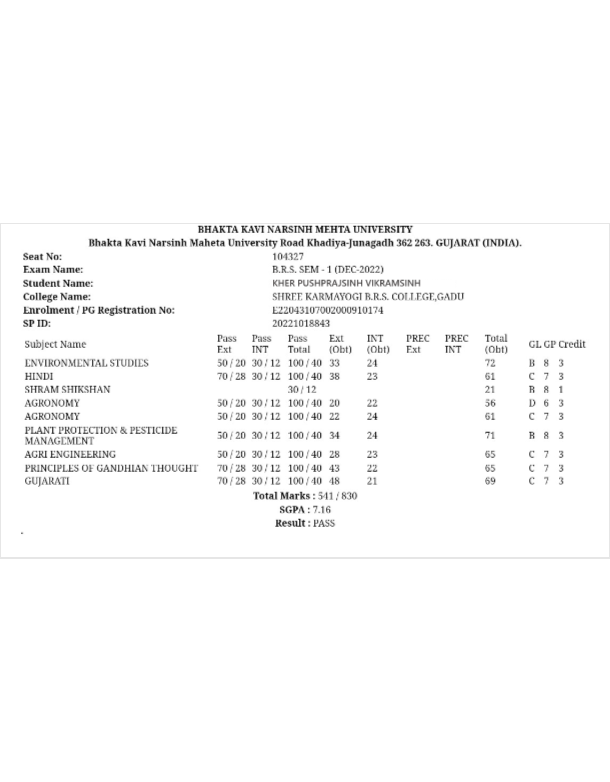 BHAKTA KAVI NARSINH MEHTA UNIVERSITY
Bhakta Kavi Narsinh Maheta University Road Khadiya-Junagadh 362 263. GUJARAT (INDIA).
Seat No: 104327
Exam Name: B.R.S. SEM - 1 (DEC-2022)
Student Name: KHER PUSHPRAJSINH VIKRAMSINH
College Name: SHREE KARMAYOGI B.R.S. COLLEGE,GADU
Enrolment / PG Registration No: E22043107002000910174
SP ID: 20221018843
Subject Name Pass Ext Pass INT Pass Total Ext (Obt) INT (Obt) PREC Ext PREC INT Total (Obt) GL GP Credit
ENVIRONMENTAL STUDIES 50 / 20 30 / 12 100 / 40 33 24 72 B 8 3
HINDI 70 / 28 30 / 12 100 / 40 38 23 61 C 7 3
SHRAM SHIKSHAN 30 / 12 21 B 8 1
AGRONOMY 50 / 20 30 / 12 100 / 40 20 22 56 D 6 3
AGRONOMY 50 / 20 30 / 12 100 / 40 22 24 61 C 7 3
PLANT PROTECTION & PESTICIDE
MANAGEMENT 50 / 20 30 / 12 100 / 40 34 24 71 B 8 3
AGRI ENGINEERING 50 / 20 30 / 12 100 / 40 28 23 65 C 7 3
PRINCIPLES OF GANDHIAN THOUGHT 70 / 28 30 / 12 100 / 40 43 22 65 C 7 3
GUJARATI 70 / 28 30 / 12 100 / 40 48 21 69 C 7 3
Total Marks : 541 / 830
SGPA : 7.16
Result : PASS